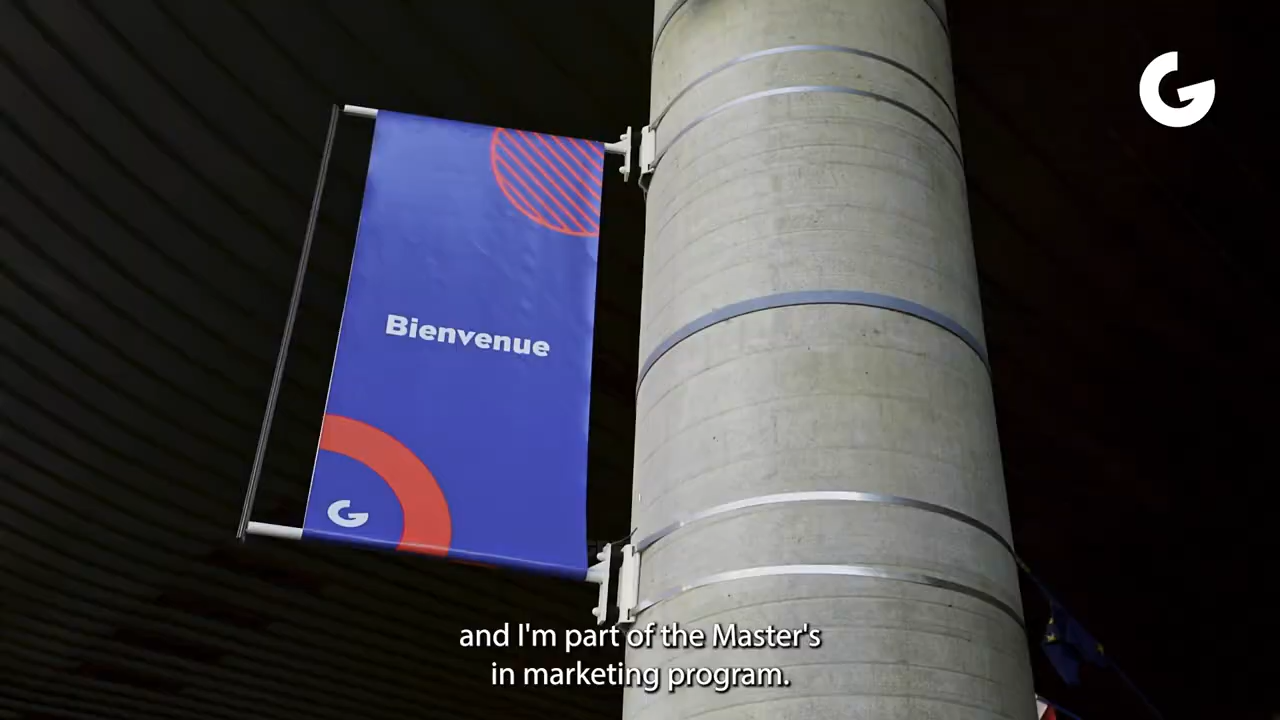 G
Bienvenue
G
and I'm part of the Master's
in marketing program.